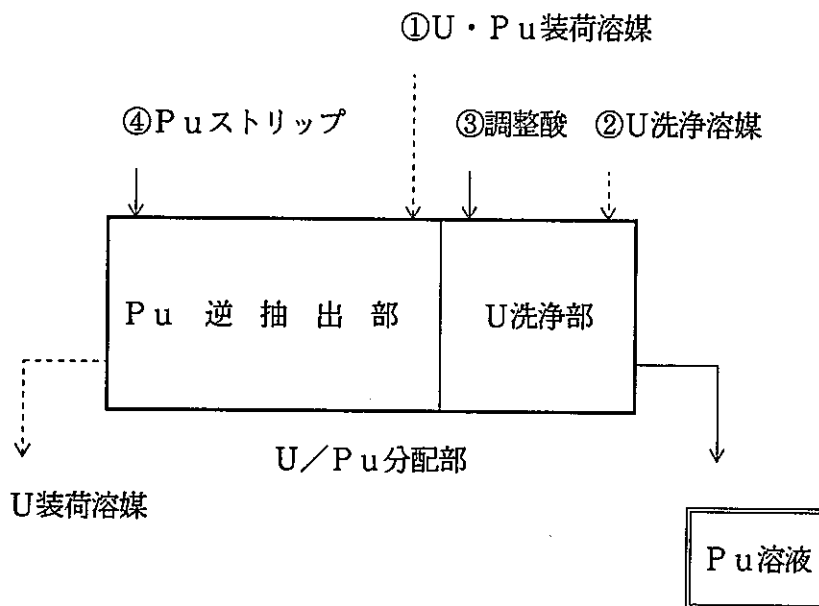 ①U・Pu装荷溶媒
④Puストリップ
③調整酸
②U洗浄溶媒
Pu 逆抽出部
U洗浄部
U/Pu分配部
U装荷溶媒
Pu溶液